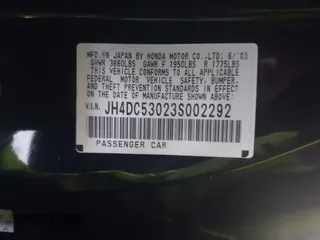 MFD. IN JAPAN BY HONDA MOTOR CO.,LTD. 6/'03
GVWR 3860LBS GAWR F 1950LBS R 1775LBS
THIS VEHICLE CONFORMS TO ALL APPLICABLE
FEDERAL MOTOR VEHICLE SAFETY, BUMPER,
AND THEFT PREVENTION STANDARDS IN EFFECT
ON THE DATE OF MANUFACTURE SHOWN ABOVE.
V.I.N. JH4DC53023S002292
PASSENGER CAR